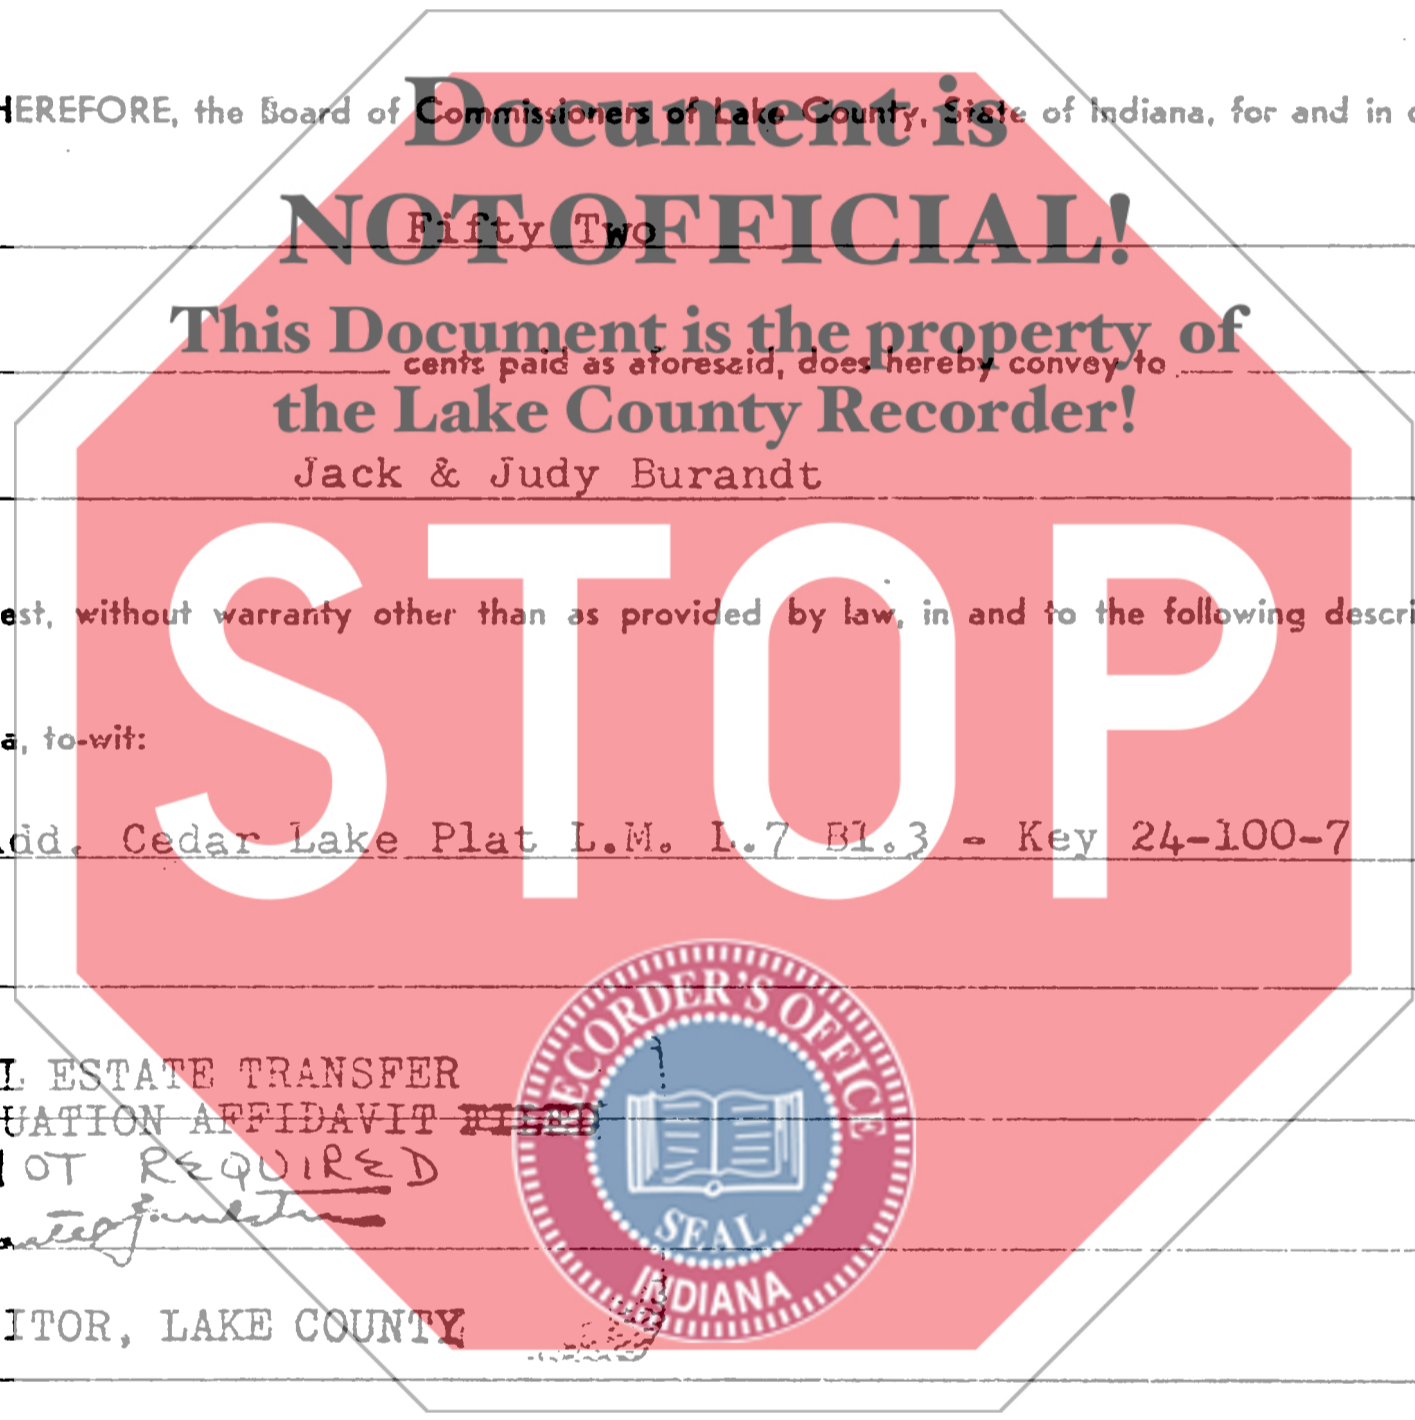 HEREFORE, the Board of Commissioners of Lake County, State of Indiana, for and in
Document is
NOT OFFICIAL!
Fifty Two
This Document is the property of
cents paid as aforesaid, does hereby convey to
the Lake County Recorder!
Jack & Judy Burandt
STOP
est, without warranty other than as provided by law, in and to the following descri
a, to-wit:
Add. Cedar Lake Plat L.M. L.7 Bl.3 - Key 24-100-7
RECORDER'S OFFICE
SEAL
INDIANA
L ESTATE TRANSFER
UATION AFFIDAVIT
OT REQUIRED
ITOR, LAKE COUNTY